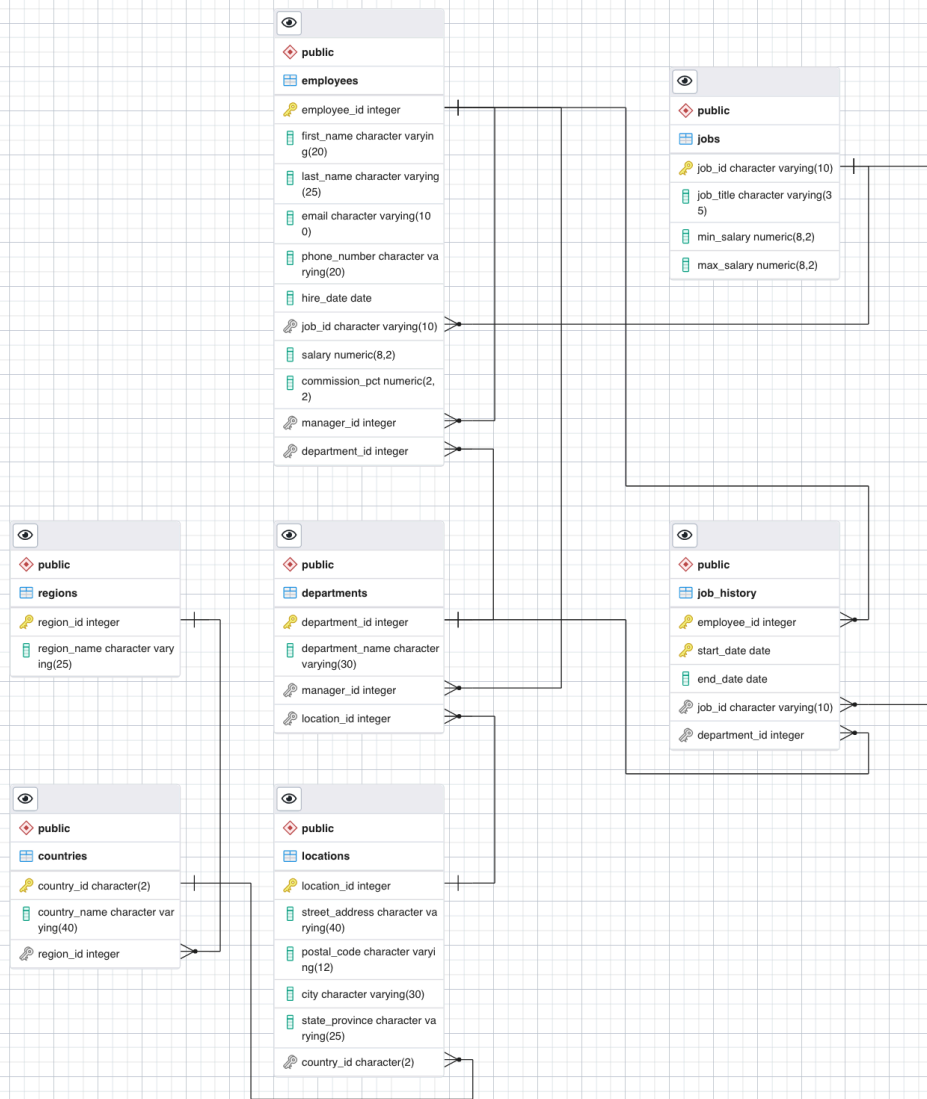 public
employees
employee_id integer
first_name character varyin
g(20)
last_name character varying
(25)
email character varying(10
0)
phone_number character va
rying(20)
hire_date date
job_id character varying(10)
salary numeric(8,2)
commission_pct numeric(2,
2)
manager_id integer
department_id integer
public
jobs
job_id character varying(10)
job_title character varying(3
5)
min_salary numeric(8,2)
max_salary numeric(8,2)
public
regions
region_id integer
region_name character vary
ing(25)
public
departments
department_id integer
department_name character
varying(30)
manager_id integer
location_id integer
public
job_history
employee_id integer
start_date date
end_date date
job_id character varying(10)
department_id integer
public
countries
country_id character(2)
country_name character var
ying(40)
region_id integer
public
locations
location_id integer
street_address character va
rying(40)
postal_code character varyi
ng(12)
city character varying(30)
state_province character va
rying(25)
country_id character(2)